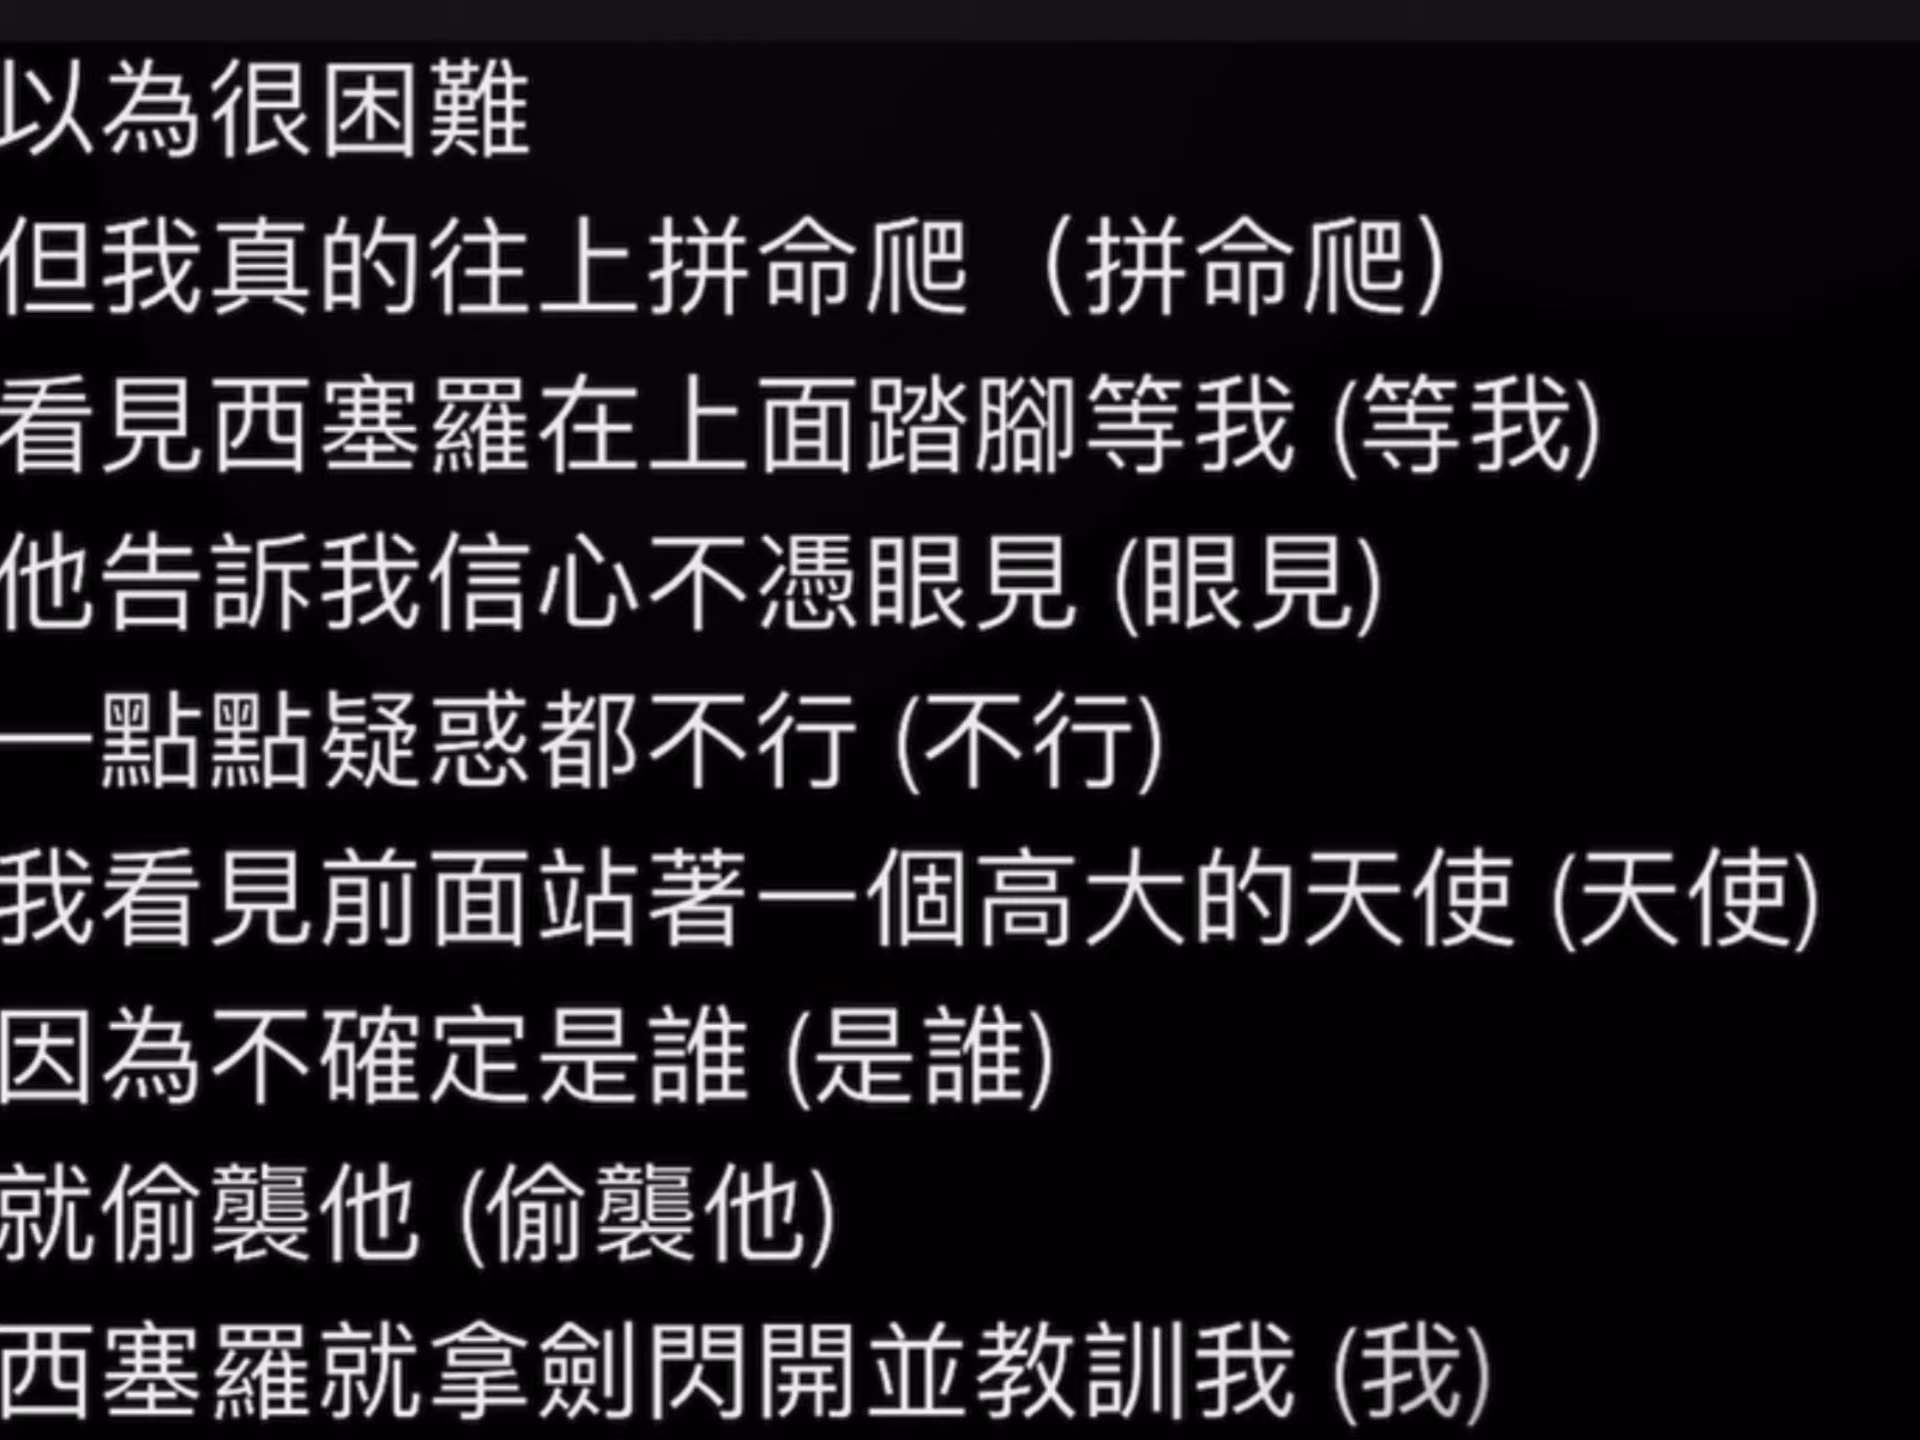 以為很困難
但我真的往上拼命爬（拼命爬）
看見西塞羅在上面踏腳等我 (等我)
他告訴我信心不憑眼見 (眼見)
一點點疑惑都不行 (不行)
我看見前面站著一個高大的天使 (天使)
因為不確定是誰 (是誰)
就偷襲他 (偷襲他)
西塞羅就拿劍閃開並教訓我 (我)